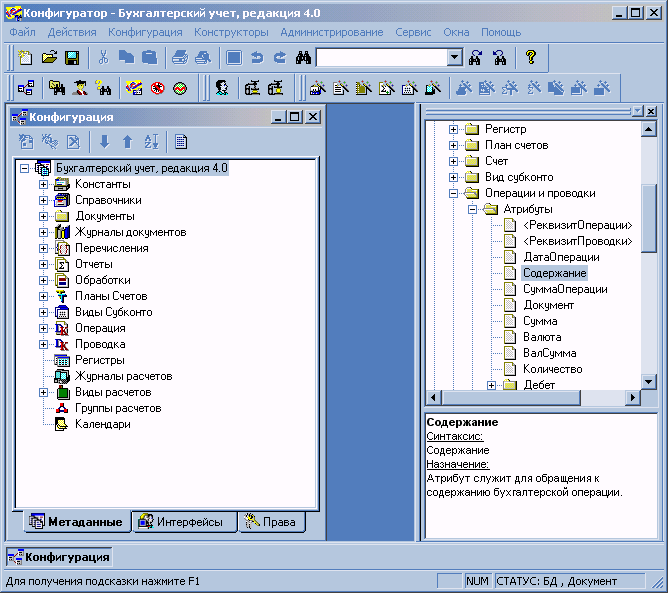 Конфигуратор - Бухгалтерский учет, редакция 4.0
Файл Действия Конфигурация Конструкторы Администрирование Сервис Окна Помощь
Конфигурация
Бухгалтерский учет, редакция 4.0
Константы
Справочники
Документы
Журналы документов
Перечисления
Отчеты
Обработки
Планы Счетов
Виды Субконто
Операция
Проводка
Регистры
Журналы расчетов
Виды расчетов
Группы расчетов
Календари
Метаданные Интерфейсы Права
Регистр
План счетов
Счет
Вид субконто
Операции и проводки
Атрибуты
<РеквизитОперации>
<РеквизитПроводки>
ДатаОперации
Содержание
СуммаОперации
Документ
Сумма
Валюта
ВалСумма
Количество
Дебет
Содержание
Синтаксис:
Содержание
Назначение:
Атрибут служит для обращения к
содержанию бухгалтерской операции.
Конфигурация
Для получения подсказки нажмите F1 NUM СТАТУС: БД , Документ